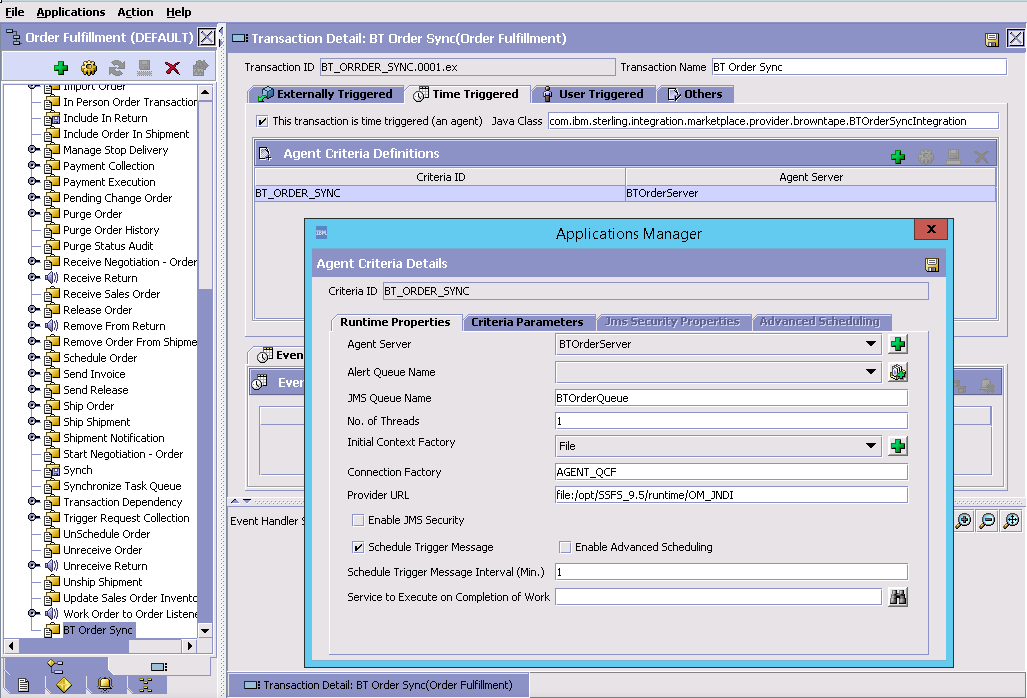 File Applications Action Help
Order Fulfillment (DEFAULT)
Import Order
In Person Order Transaction
Include In Return
Include Order In Shipment
Manage Stop Delivery
Payment Collection
Payment Execution
Pending Change Order
Purge Order
Purge Order History
Purge Status Audit
Receive Negotiation - Order
Receive Return
Receive Sales Order
Release Order
Remove From Return
Remove Order From Shipme
Schedule Order
Send Invoice
Send Release
Ship Order
Ship Shipment
Shipment Notification
Start Negotiation - Order
Synch
Synchronize Task Queue
Transaction Dependency
Trigger Request Collection
UnSchedule Order
Unreceive Order
Unreceive Return
Unship Shipment
Update Sales Order Invento
Work Order to Order Listene
BT Order Sync
Transaction Detail: BT Order Sync(Order Fulfillment)
Transaction ID BT_ORRDER_SYNC.0001.ex Transaction Name BT Order Sync
Externally Triggered Time Triggered User Triggered Others
This transaction is time triggered (an agent) Java Class com.ibm.sterling.integration.marketplace.provider.browntape.BTOrderSyncIntegration
Agent Criteria Definitions
Criteria ID Agent Server
BT_ORDER_SYNC BTOrderServer
Even
Even
Event Handler S
IBM
Applications Manager
Agent Criteria Details
Criteria ID BT_ORDER_SYNC
Runtime Properties Criteria Parameters Jms Security Properties Advanced Scheduling
Agent Server BTOrderServer
Alert Queue Name
JMS Queue Name BTOrderQueue
No. of Threads 1
Initial Context Factory File
Connection Factory AGENT_QCF
Provider URL file:/opt/SSFS_9.5/runtime/OM_JNDI
Enable JMS Security
Schedule Trigger Message Enable Advanced Scheduling
Schedule Trigger Message Interval (Min.) 1
Service to Execute on Completion of Work
Transaction Detail: BT Order Sync(Order Fulfillment)